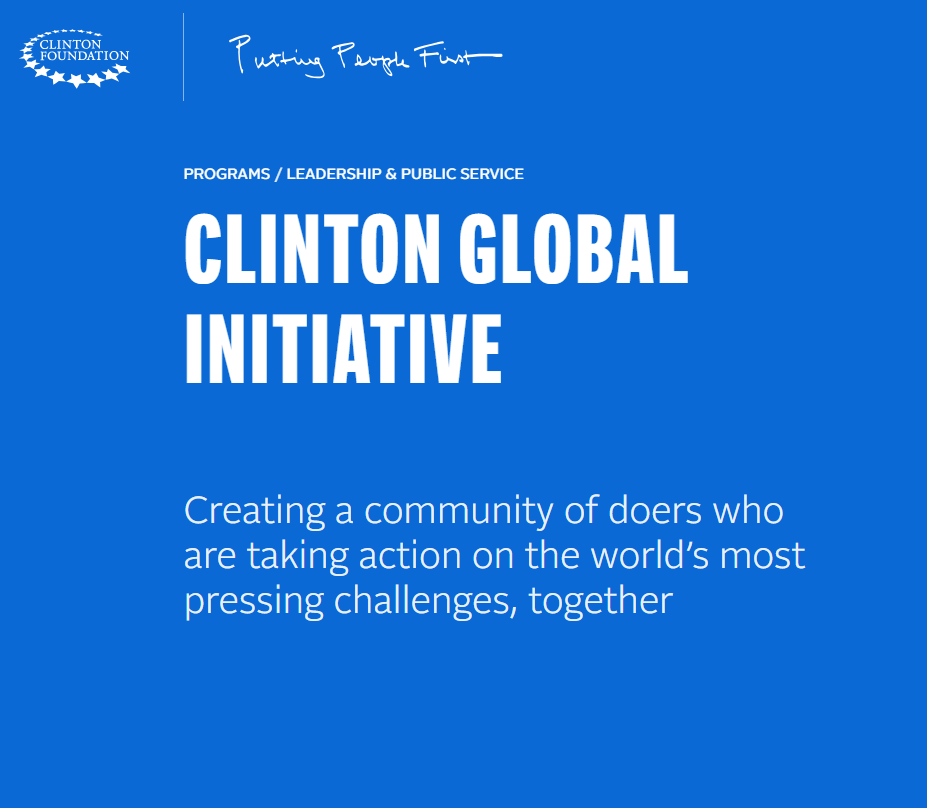 CLINTON
FOUNDATION
Putting People First
PROGRAMS / LEADERSHIP & PUBLIC SERVICE
CLINTON GLOBAL
INITIATIVE
Creating a community of doers who
are taking action on the world’s most
pressing challenges, together